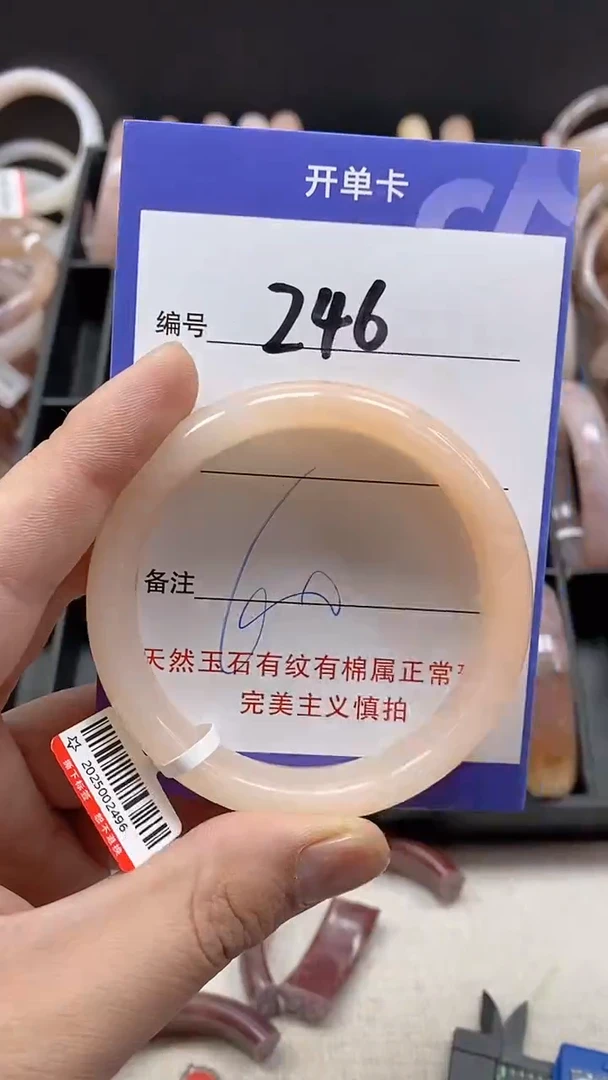 开单卡
编号 246
备注
天然玉石有纹有棉属正常
完美主义慎拍
2025002496